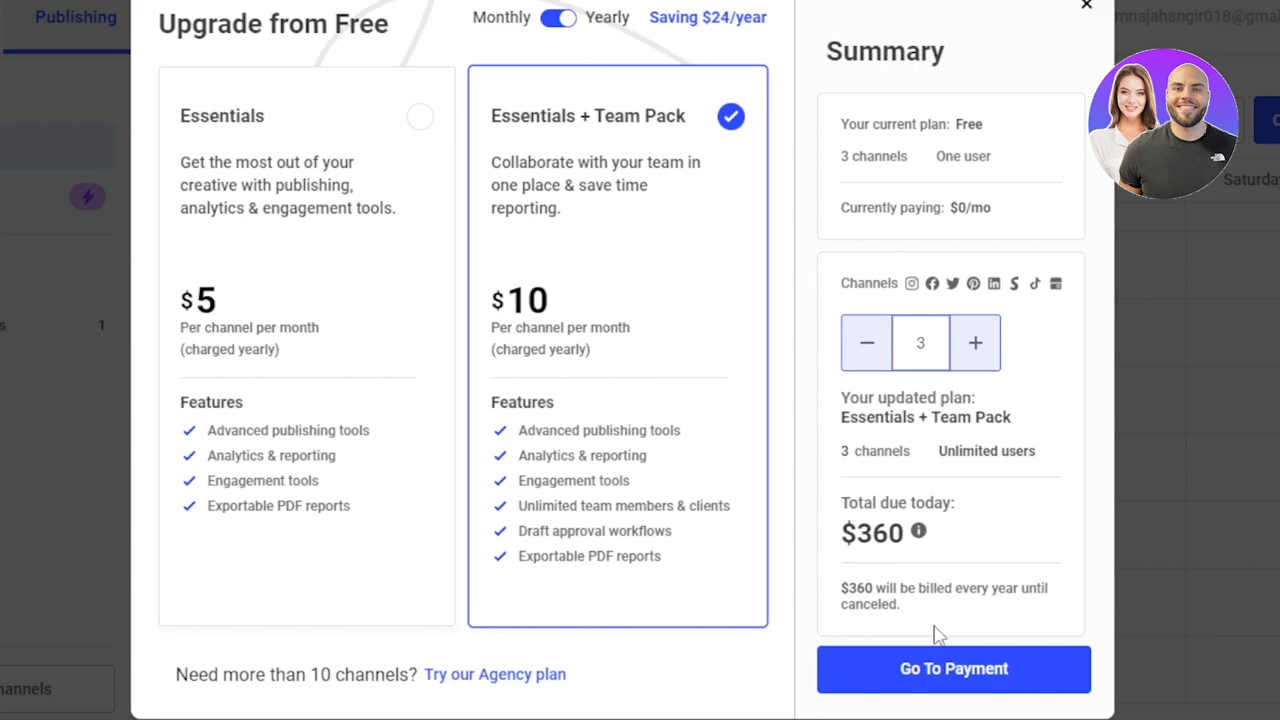 Publishing
Upgrade from Free
Monthly
Yearly
Saving $24/year
Essentials
Get the most out of your
creative with publishing,
analytics & engagement tools.
$5
Per channel per month
(charged yearly)
Features
Advanced publishing tools
Analytics & reporting
Engagement tools
Exportable PDF reports
Essentials + Team Pack
Collaborate with your team in
one place & save time
reporting.
$10
Per channel per month
(charged yearly)
Features
Advanced publishing tools
Analytics & reporting
Engagement tools
Unlimited team members & clients
Draft approval workflows
Exportable PDF reports
Need more than 10 channels? Try our Agency plan
Summary
Your current plan: Free
3 channels One user
Currently paying: $0/mo
Channels
− 3 +
Your updated plan:
Essentials + Team Pack
3 channels Unlimited users
Total due today:
$360
$360 will be billed every year until
canceled.
Go To Payment
1